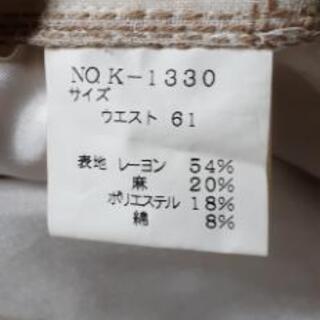 NO.K-1330
サイズ
ウエスト 61
表地 レーヨン 54%
麻 20%
ポリエステル 18%
綿 8%